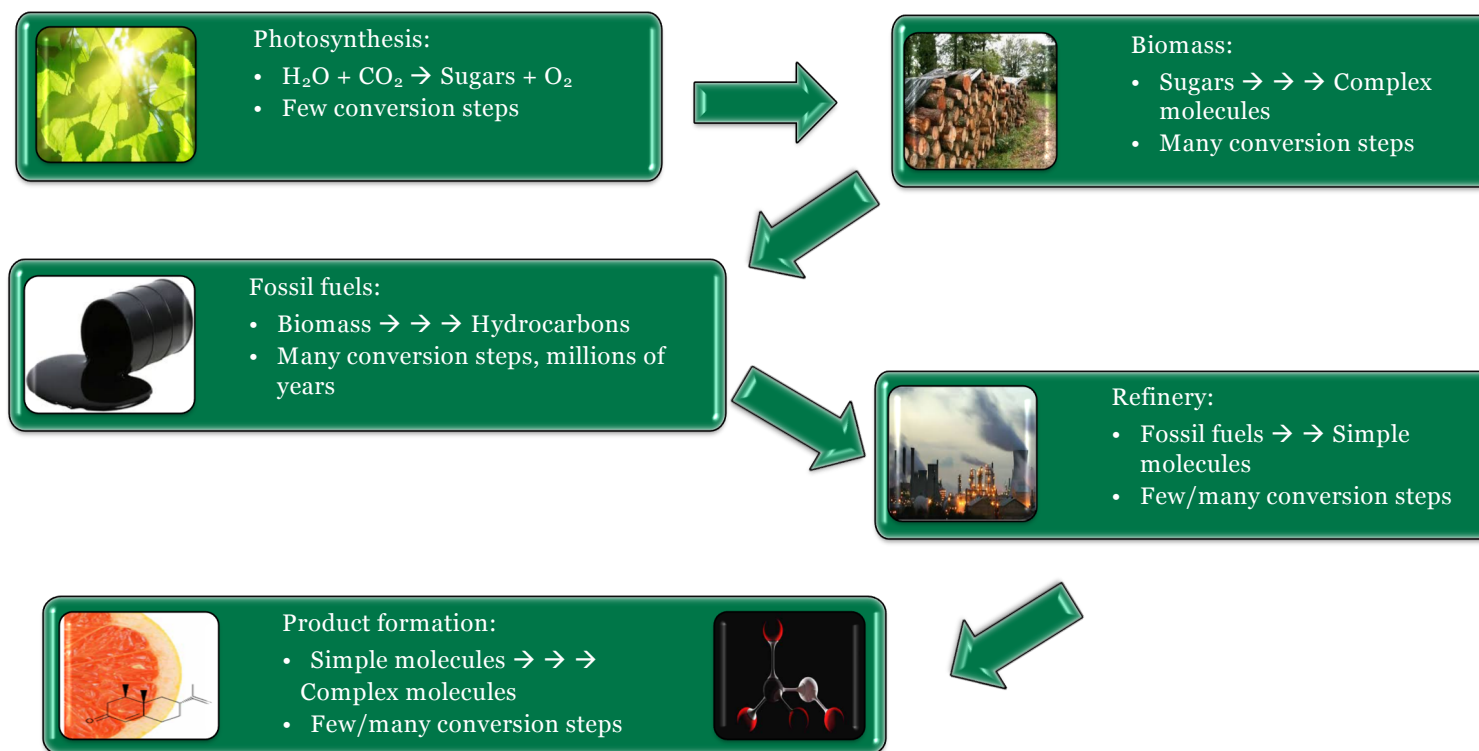 Photosynthesis:
• H₂O + CO₂ → Sugars + O₂
• Few conversion steps
Biomass:
• Sugars → → → Complex
molecules
• Many conversion steps
Fossil fuels:
• Biomass → → → Hydrocarbons
• Many conversion steps, millions of
years
Refinery:
• Fossil fuels → → Simple
molecules
• Few/many conversion steps
Product formation:
• Simple molecules → → →
Complex molecules
• Few/many conversion steps